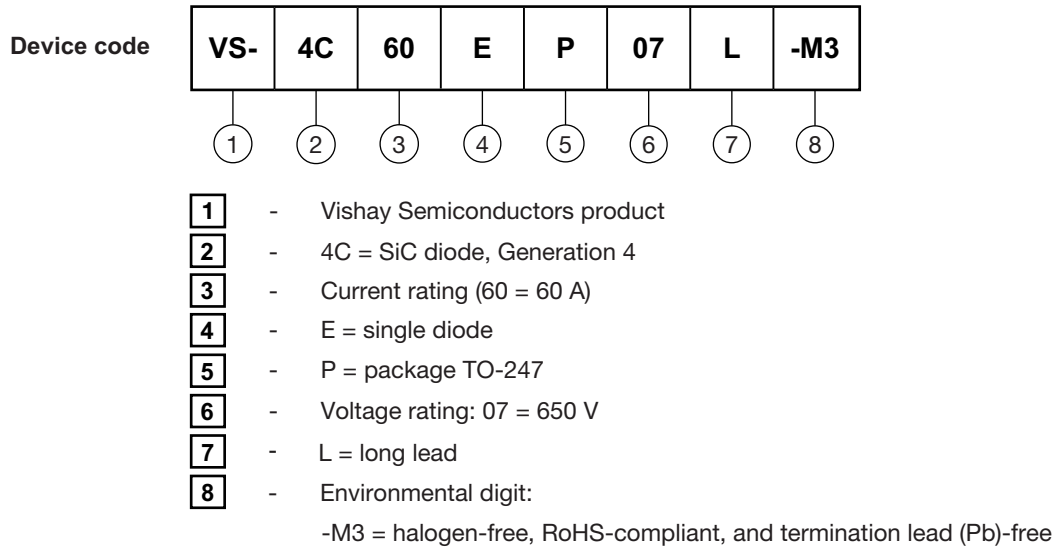 Device code VS- 4C 60 E P 07 L -M3
1 2 3 4 5 6 7 8
1 - Vishay Semiconductors product
2 - 4C = SiC diode, Generation 4
3 - Current rating (60 = 60 A)
4 - E = single diode
5 - P = package TO-247
6 - Voltage rating: 07 = 650 V
7 - L = long lead
8 - Environmental digit:
-M3 = halogen-free, RoHS-compliant, and termination lead (Pb)-free